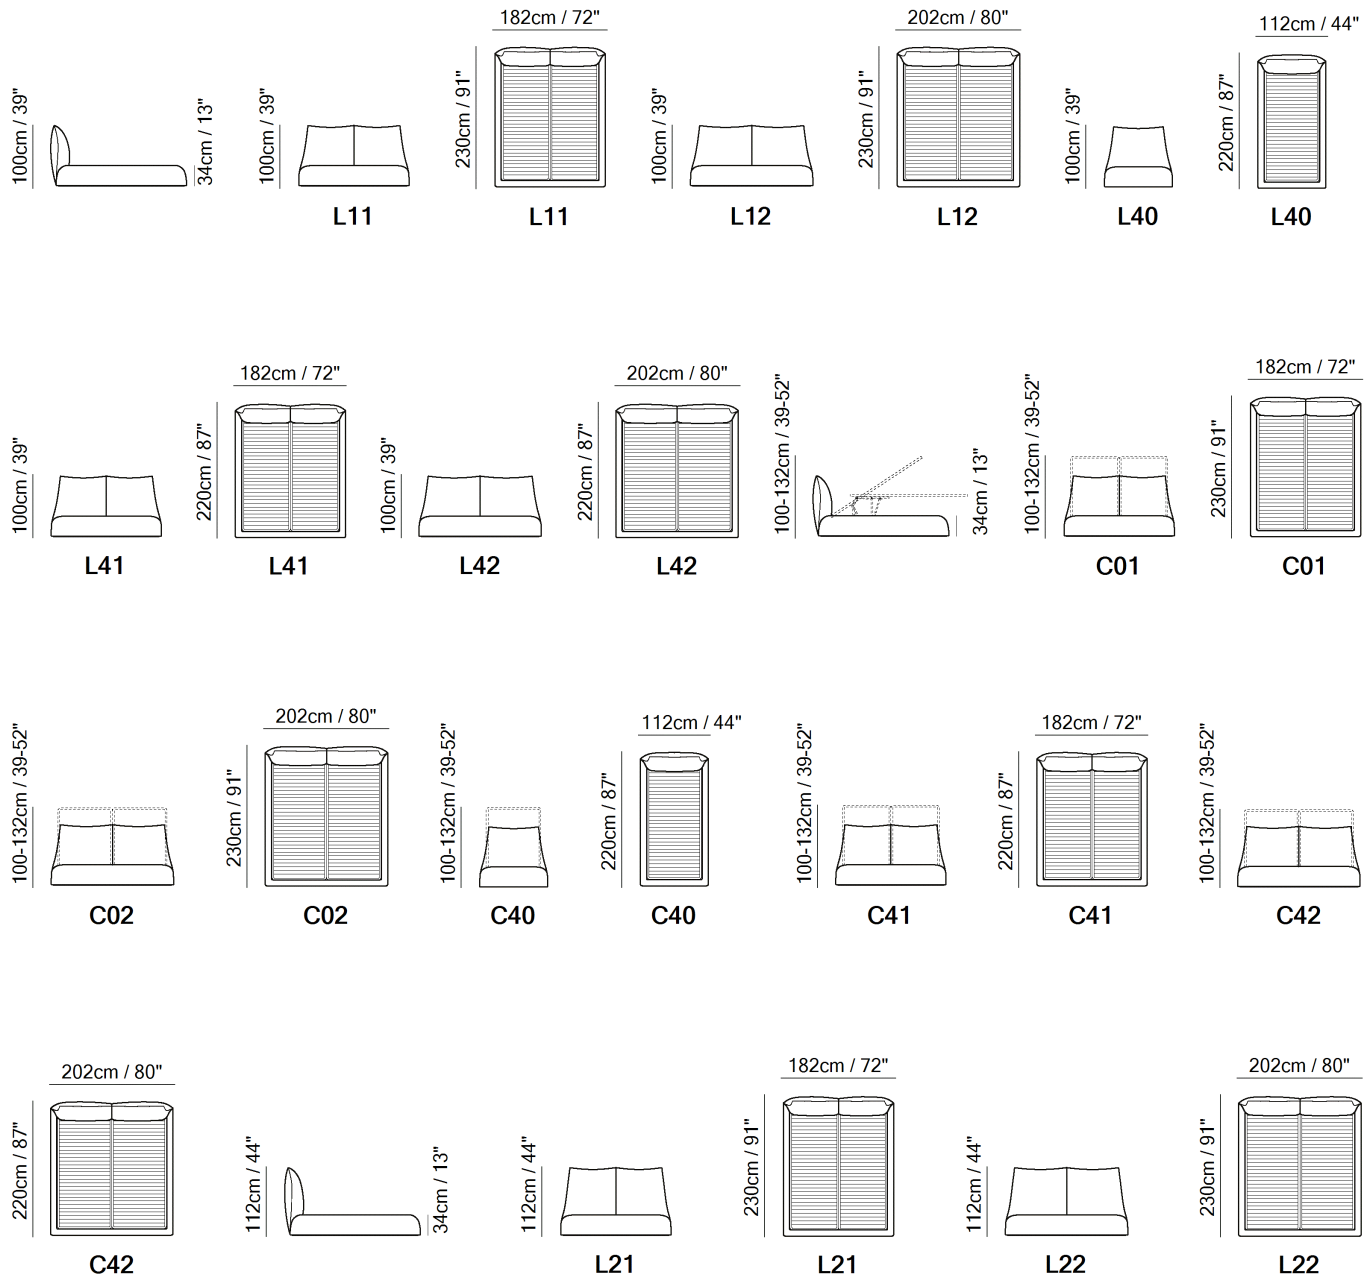 182cm / 72"
202cm / 80"
112cm / 44"
100cm / 39"
34cm / 13"
100cm / 39"
230cm / 91"
100cm / 39"
230cm / 91"
100cm / 39"
220cm / 87"
L11
L11
L12
L12
L40
L40
182cm / 72"
202cm / 80"
182cm / 72"
100cm / 39"
220cm / 87"
100cm / 39"
220cm / 87"
100-132cm / 39-52"
34cm / 13"
100-132cm / 39-52"
230cm / 91"
L41
L41
L42
L42
C01
C01
202cm / 80"
112cm / 44"
182cm / 72"
100-132cm / 39-52"
230cm / 91"
100-132cm / 39-52"
220cm / 87"
100-132cm / 39-52"
220cm / 87"
100-132cm / 39-52"
C02
C02
C40
C40
C41
C41
C42
202cm / 80"
182cm / 72"
202cm / 80"
220cm / 87"
112cm / 44"
34cm / 13"
112cm / 44"
230cm / 91"
112cm / 44"
230cm / 91"
C42
L21
L21
L22
L22